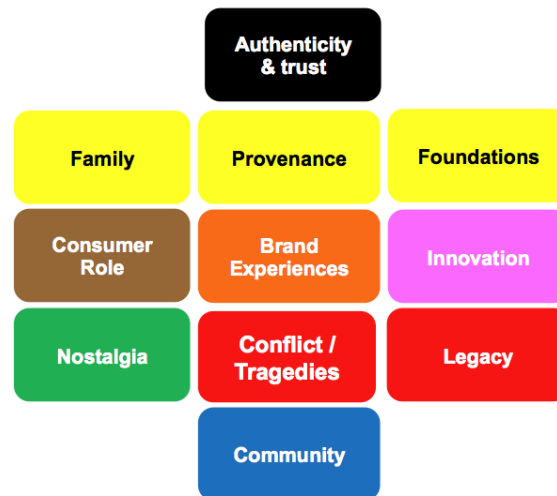 Authenticity
& trust
Family
Provenance
Foundations
Consumer
Role
Brand
Experiences
Innovation
Nostalgia
Conflict /
Tragedies
Legacy
Community